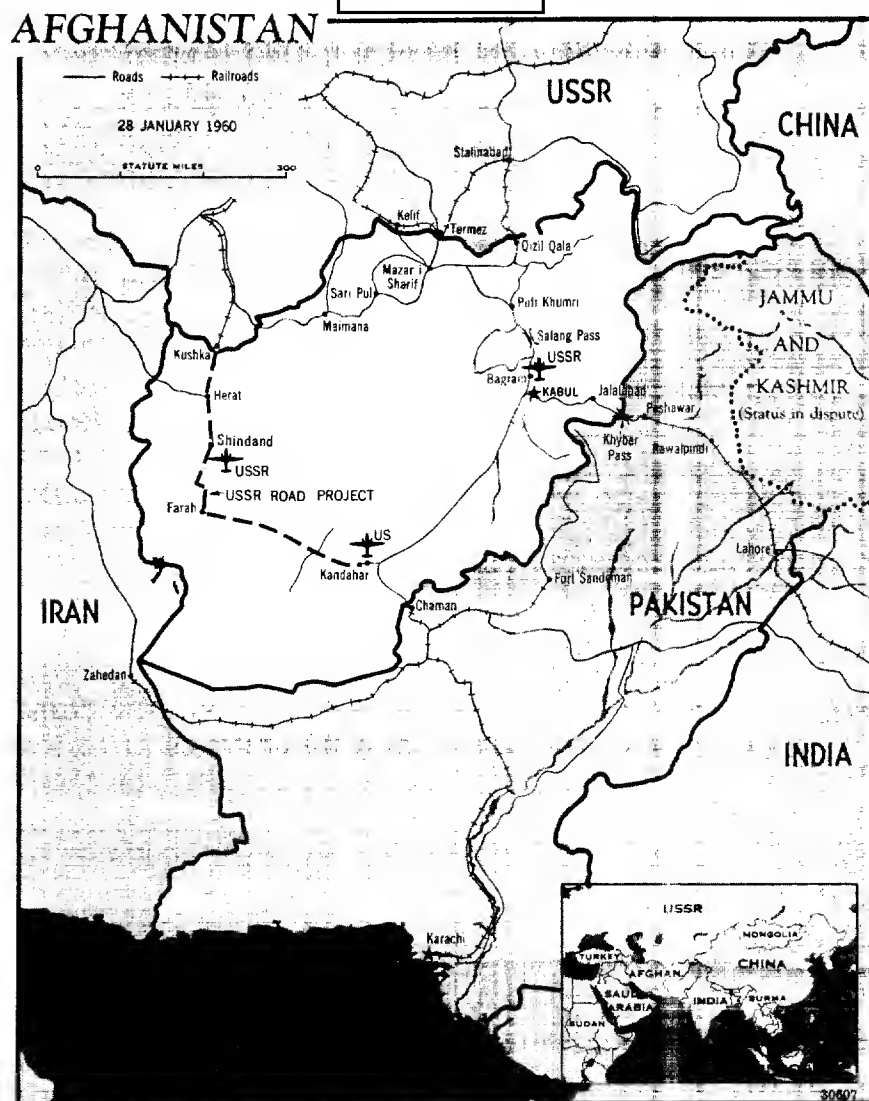 AFGHANISTAN
Roads
Railroads
28 JANUARY 1960
0 STATUTE MILES 300
USSR
CHINA
Stalinabad
Kelif
Termez
Qizil Qala
Mazar i
Sharif
Sari Pul
Maimana
Pul-i Khumri
Salang Pass
JAMMU
AND
KASHMIR
(Status in dispute)
Kushka
USSR
Bagram
KABUL
Jalalabad
Peshawar
Khyber
Pass
Rawalpindi
Herat
Shindand
USSR
USSR ROAD PROJECT
Farah
US
Kandahar
Lahore
Fort Sandeman
Chaman
IRAN
PAKISTAN
Zahedan
INDIA
Karachi
USSR
MONGOLIA
TURKEY
AFGHAN
CHINA
SAUDI
ARABIA
INDIA
BURMA
SUDAN
30607